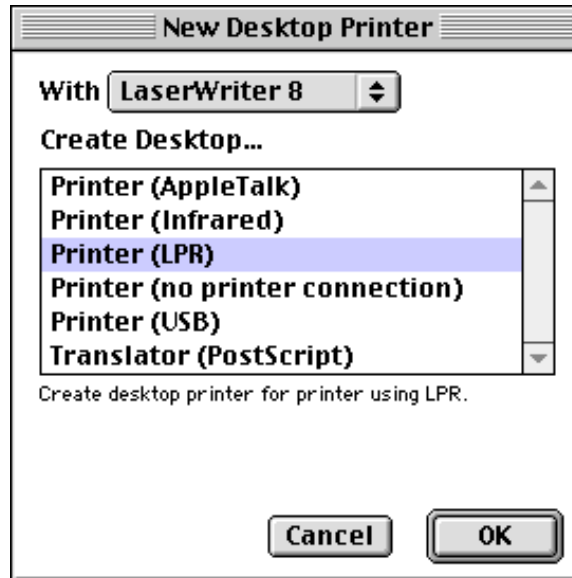 New Desktop Printer
With LaserWriter 8
Create Desktop...
Printer (AppleTalk)
Printer (Infrared)
Printer (LPR)
Printer (no printer connection)
Printer (USB)
Translator (PostScript)
Create desktop printer for printer using LPR.
Cancel OK